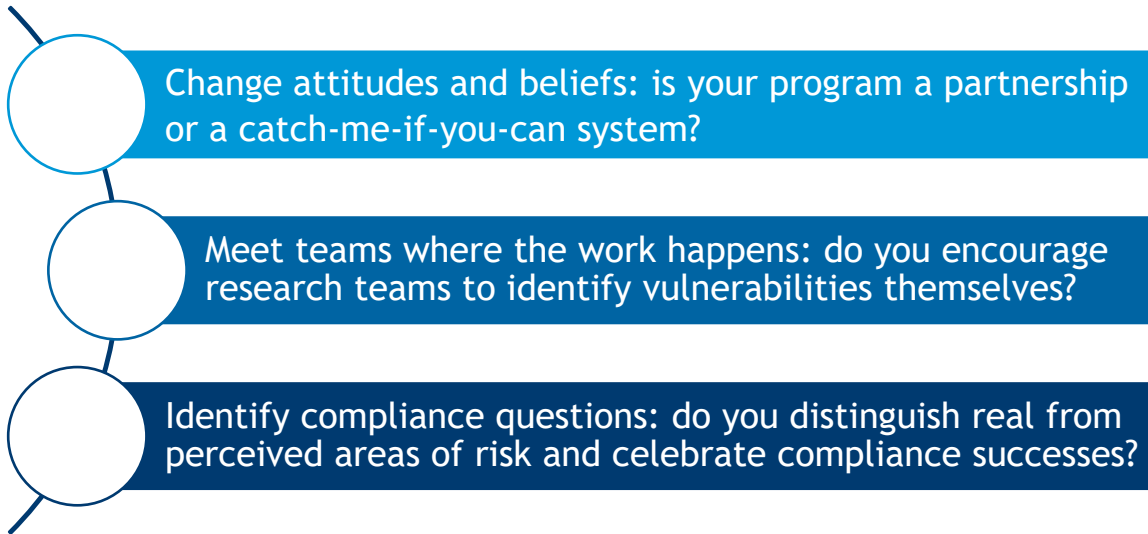 Change attitudes and beliefs: is your program a partnership
or a catch-me-if-you-can system?
Meet teams where the work happens: do you encourage
research teams to identify vulnerabilities themselves?
Identify compliance questions: do you distinguish real from
perceived areas of risk and celebrate compliance successes?